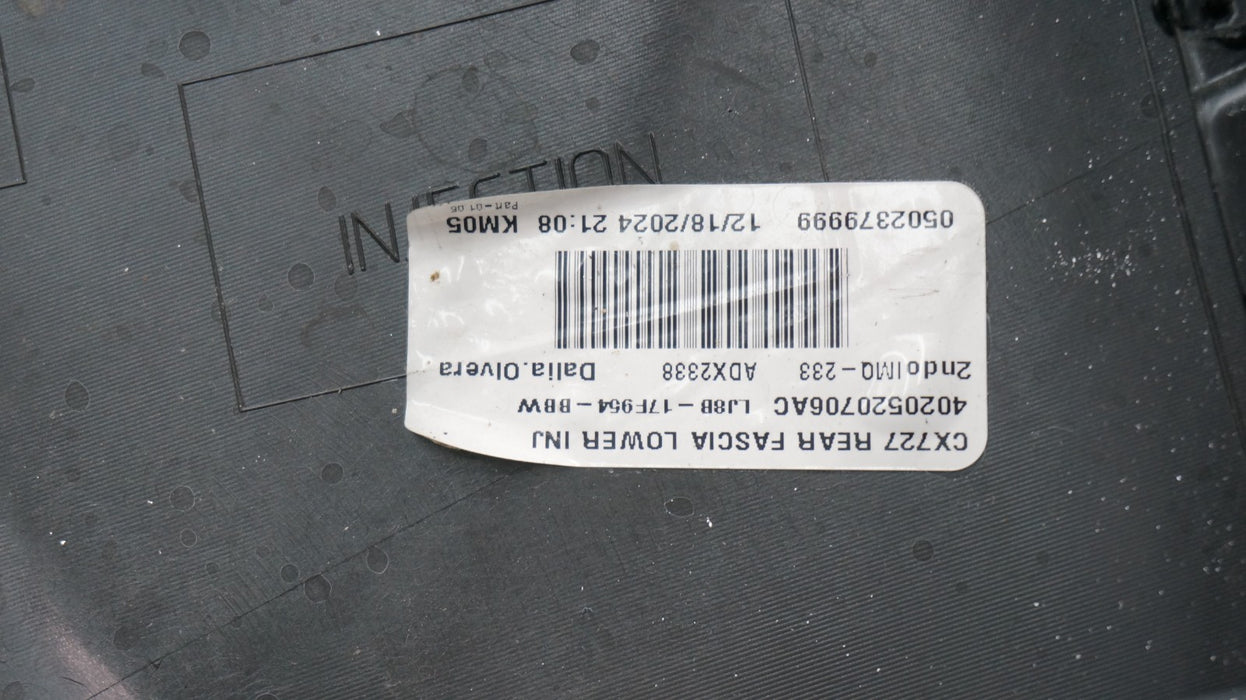 CX727 REAR FASCIA LOWER INJ
4020520706AC LJ8B-17F954-BBW
2ndoIMQ-233 ADX2338 Dalia.Olvera
0502379999 12/18/2024 21:08 KM05
INJECTION